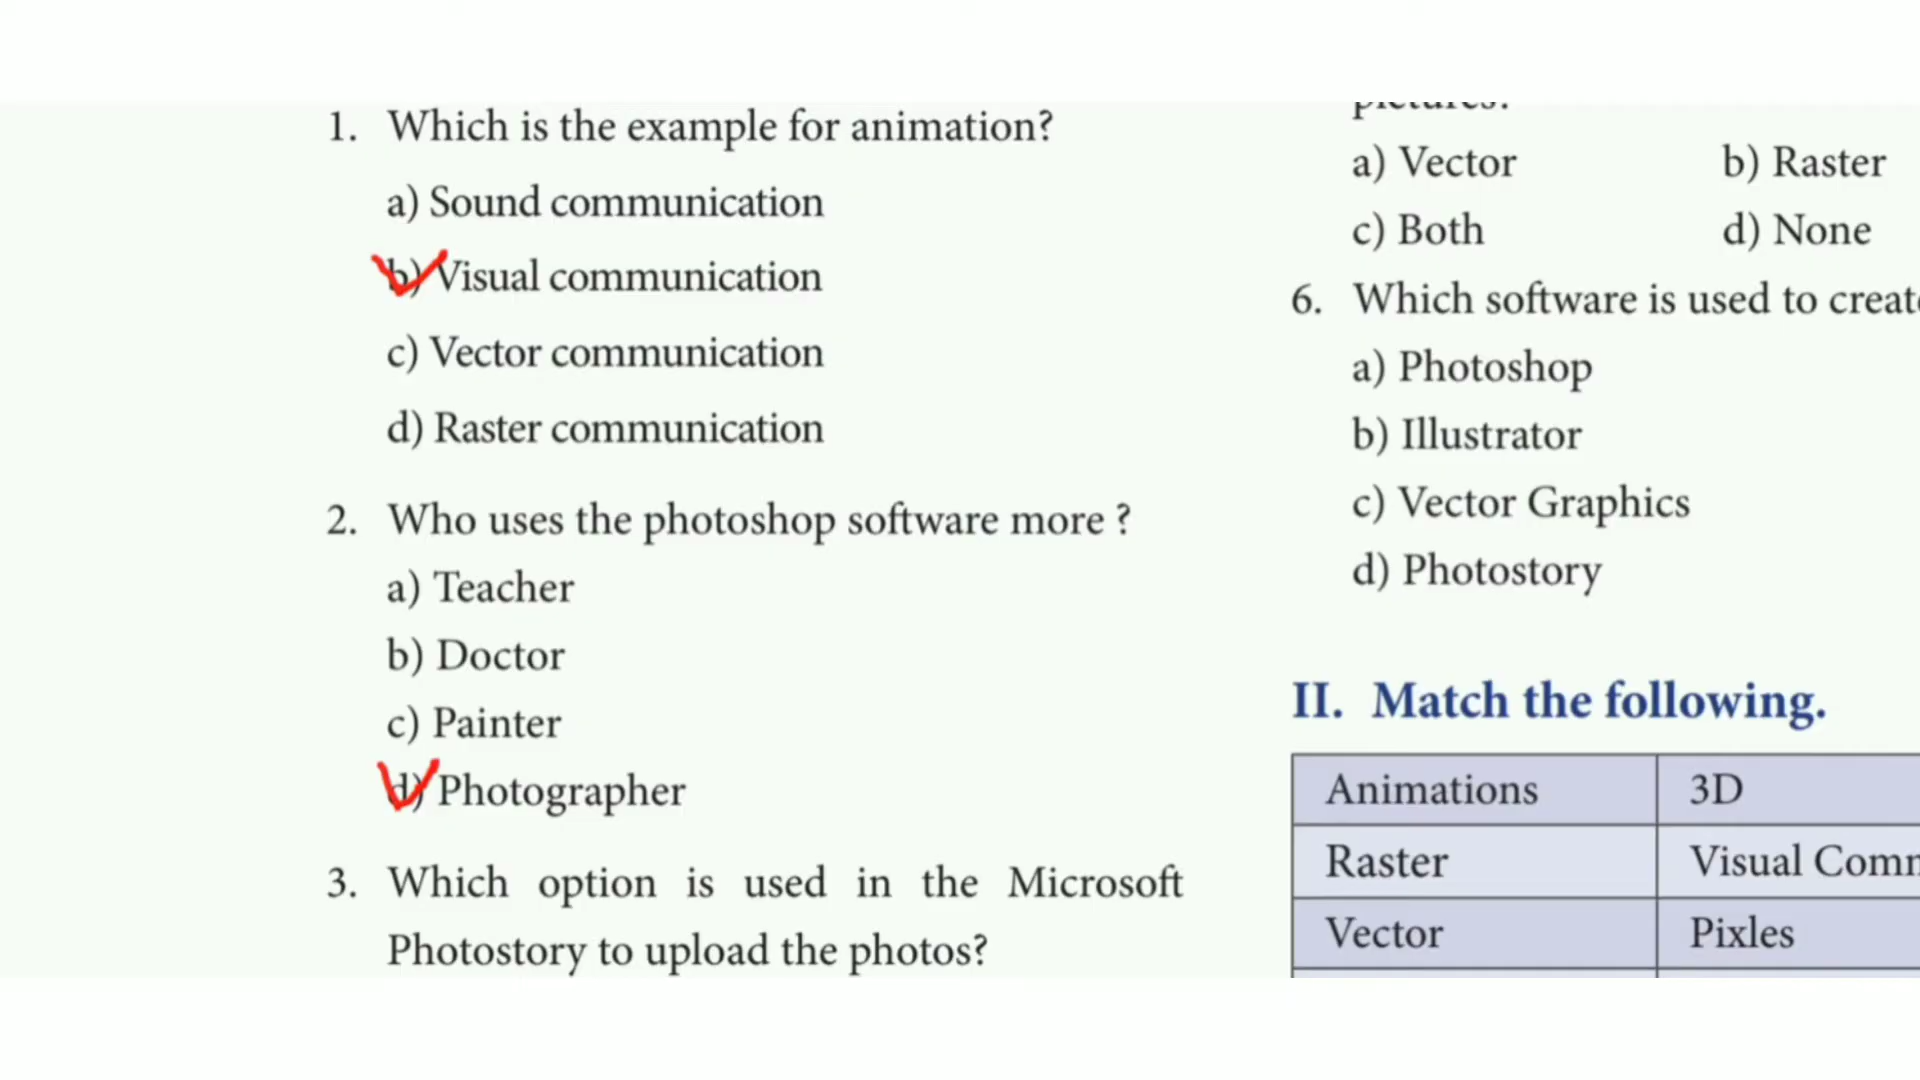 1. Which is the example for animation?
a) Sound communication
b) Visual communication
c) Vector communication
d) Raster communication
2. Who uses the photoshop software more ?
a) Teacher
b) Doctor
c) Painter
d) Photographer
3. Which option is used in the Microsoft
Photostory to upload the photos?
pictures?
a) Vector b) Raster
c) Both d) None
6. Which software is used to creat
a) Photoshop
b) Illustrator
c) Vector Graphics
d) Photostory
II. Match the following.
Animations 3D
Raster Visual Comm
Vector Pixles